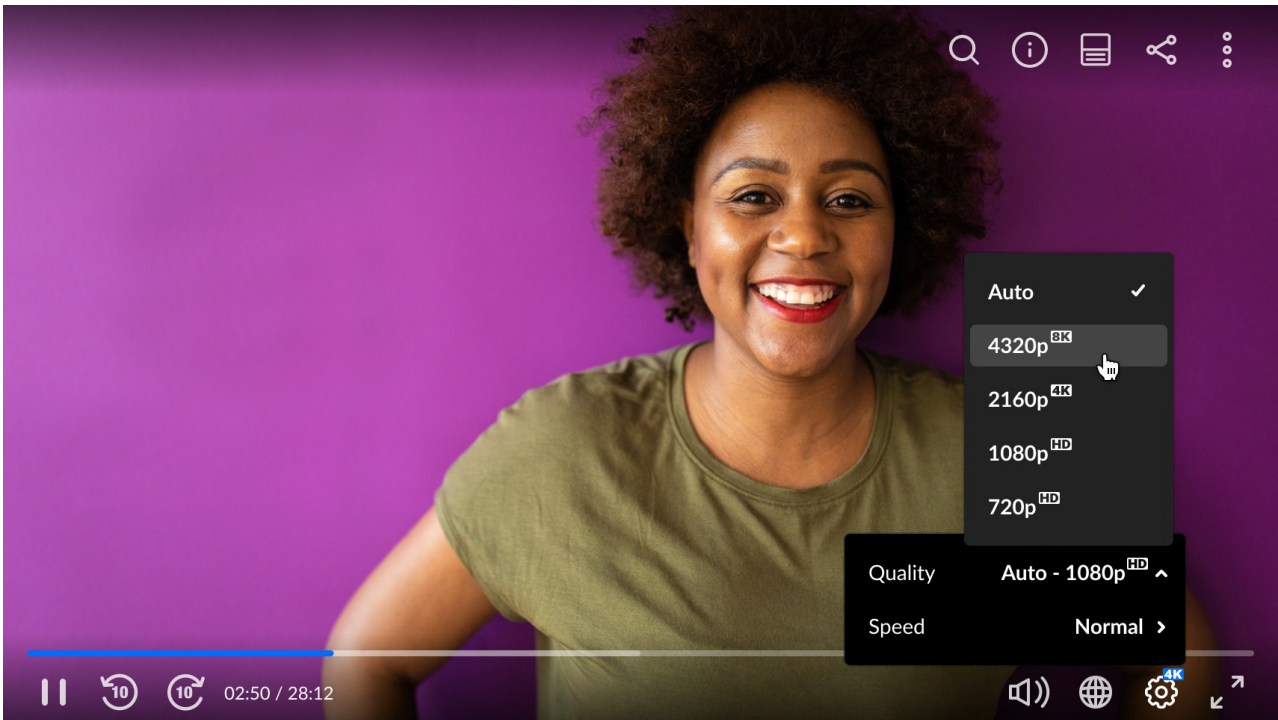 Auto
4320p 8K
2160p 4K
1080p HD
720p HD
Quality Auto - 1080p HD
Speed Normal
10 10 02:50 / 28:12 4K